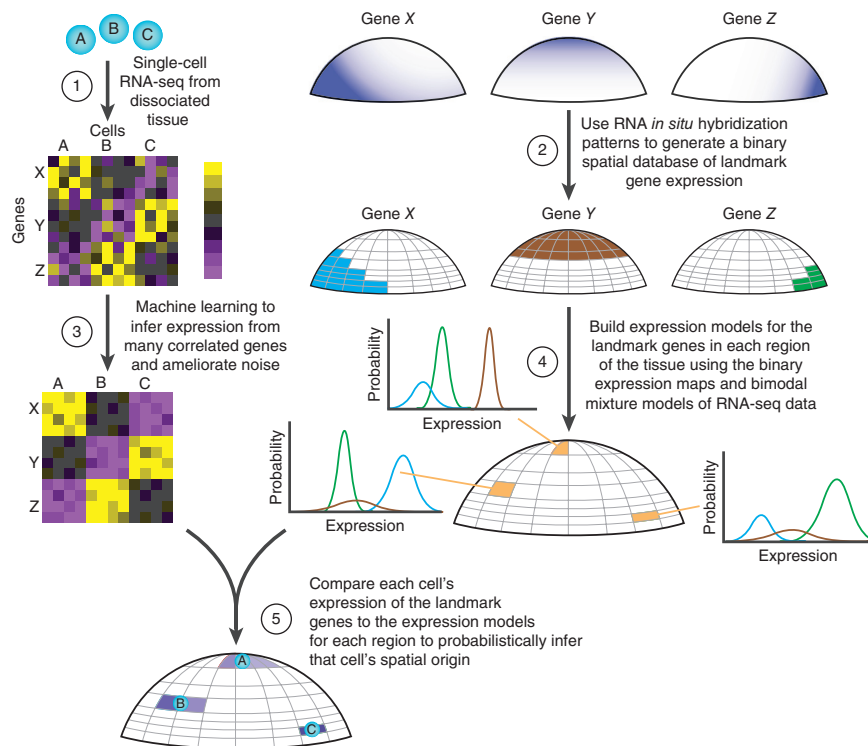 A
B
C
1
Single-cell
RNA-seq from
dissociated
tissue
Cells
A B C
Genes
X
Y
Z
Gene X
Gene Y
Gene Z
2
Use RNA in situ hybridization
patterns to generate a binary
spatial database of landmark
gene expression
Gene X
Gene Y
Gene Z
3
Machine learning to
infer expression from
many correlated genes
and ameliorate noise
A B C
X
Y
Z
4
Build expression models for the
landmark genes in each region
of the tissue using the binary
expression maps and bimodal
mixture models of RNA-seq data
Probability
Expression
Probability
Expression
Probability
Expression
5
Compare each cell's
expression of the landmark
genes to the expression models
for each region to probabilistically infer
that cell's spatial origin
A
B
C